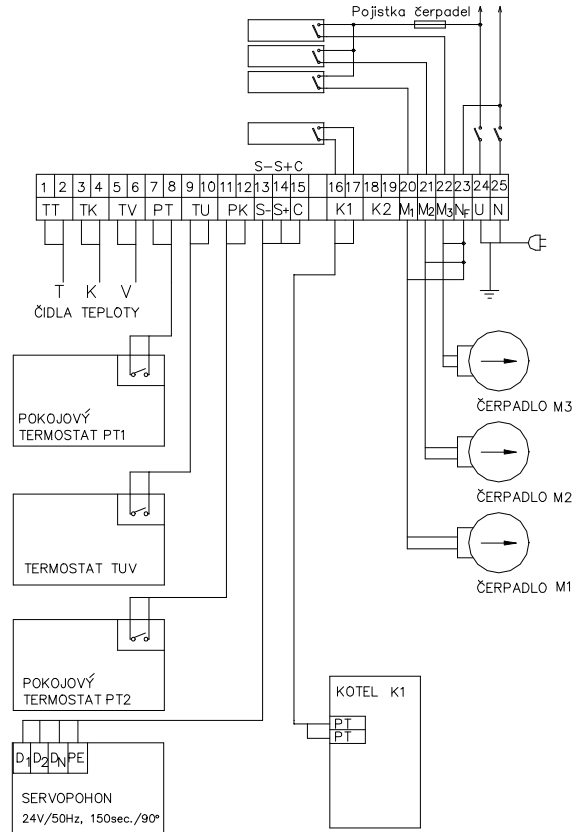 Pojistka čerpadel
S-S+C
1 2 3 4 5 6 7 8 9 10 11 12 13 14 15 16 17 18 19 20 21 22 23 24 25
TT TK TV PT TU PK S- S+ C K1 K2 M1 M2 M3 NF U N
T K V
ČIDLA TEPLOTY
POKOJOVÝ
TERMOSTAT PT1
ČERPADLO M3
ČERPADLO M2
TERMOSTAT TUV
ČERPADLO M1
POKOJOVÝ
TERMOSTAT PT2
KOTEL K1
PT
PT
D1 D2 DN PE
SERVOPOHON
24V/50Hz, 150sec./90°